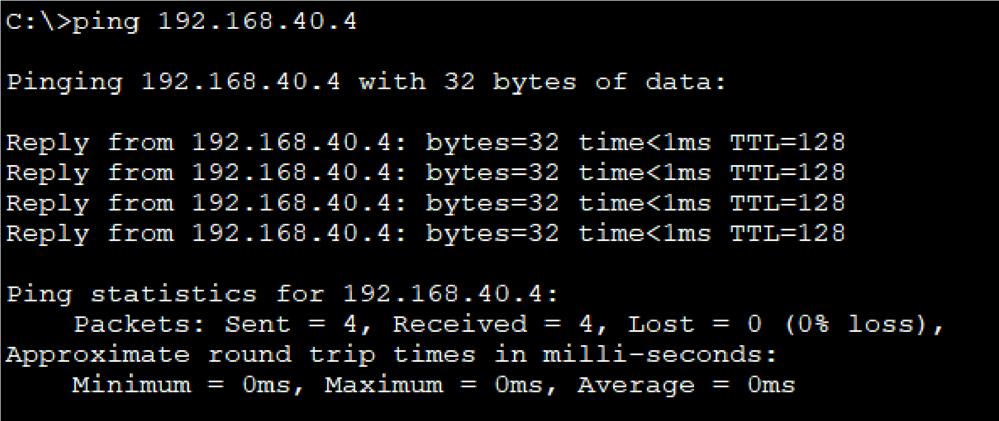 C:\>ping 192.168.40.4
Pinging 192.168.40.4 with 32 bytes of data:
Reply from 192.168.40.4: bytes=32 time<1ms TTL=128
Reply from 192.168.40.4: bytes=32 time<1ms TTL=128
Reply from 192.168.40.4: bytes=32 time<1ms TTL=128
Reply from 192.168.40.4: bytes=32 time<1ms TTL=128
Ping statistics for 192.168.40.4:
    Packets: Sent = 4, Received = 4, Lost = 0 (0% loss),
Approximate round trip times in milli-seconds:
    Minimum = 0ms, Maximum = 0ms, Average = 0ms